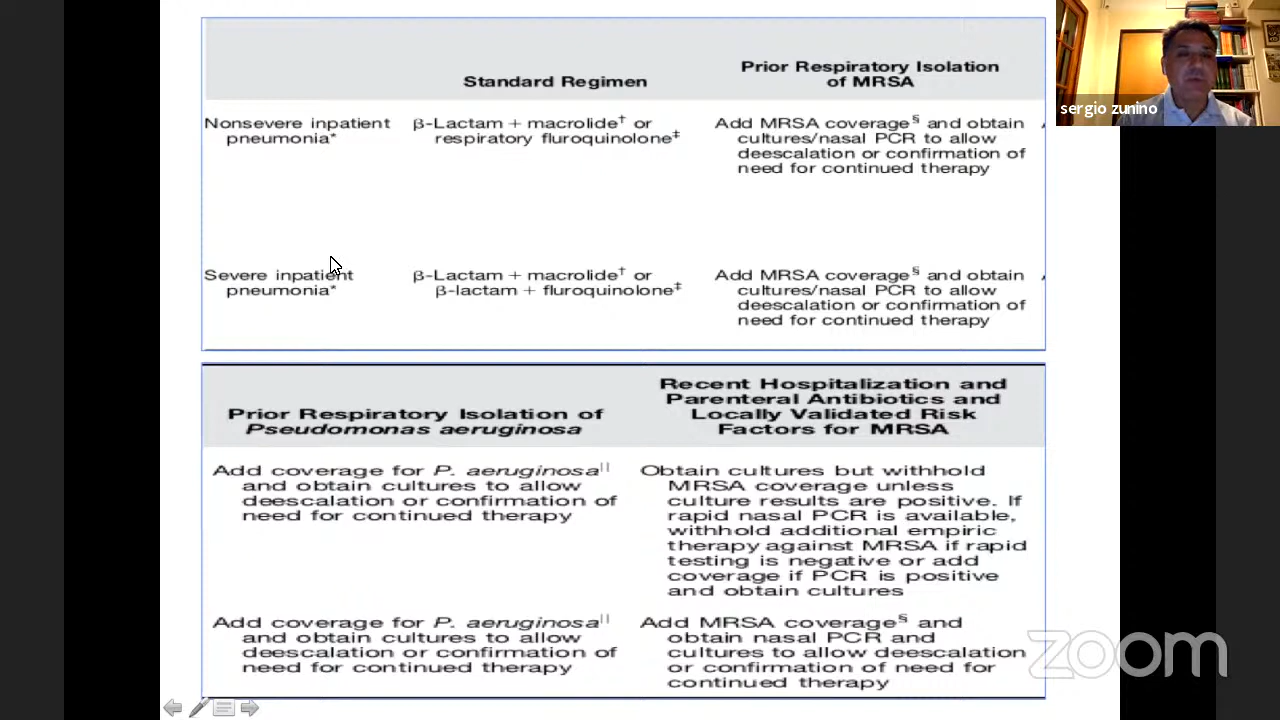 Standard Regimen
Prior Respiratory Isolation
of MRSA
Nonsevere inpatient
pneumonia*
β-Lactam + macrolide† or
respiratory fluroquinolone‡
Add MRSA coverage§ and obtain
cultures/nasal PCR to allow
deescalation or confirmation of
need for continued therapy
Severe inpatient
pneumonia*
β-Lactam + macrolide† or
β-lactam + fluroquinolone‡
Add MRSA coverage§ and obtain
cultures/nasal PCR to allow
deescalation or confirmation of
need for continued therapy
Prior Respiratory Isolation of
Pseudomonas aeruginosa
Recent Hospitalization and
Parenteral Antibiotics and
Locally Validated Risk
Factors for MRSA
Add coverage for P. aeruginosa||
and obtain cultures to allow
deescalation or confirmation of
need for continued therapy
Obtain cultures but withhold
MRSA coverage unless
culture results are positive. If
rapid nasal PCR is available,
withhold additional empiric
therapy against MRSA if rapid
testing is negative or add
coverage if PCR is positive
and obtain cultures
Add coverage for P. aeruginosa||
and obtain cultures to allow
deescalation or confirmation of
need for continued therapy
Add MRSA coverage§ and
obtain nasal PCR and
cultures to allow deescalation
or confirmation of need for
continued therapy
sergio zunino
zoom